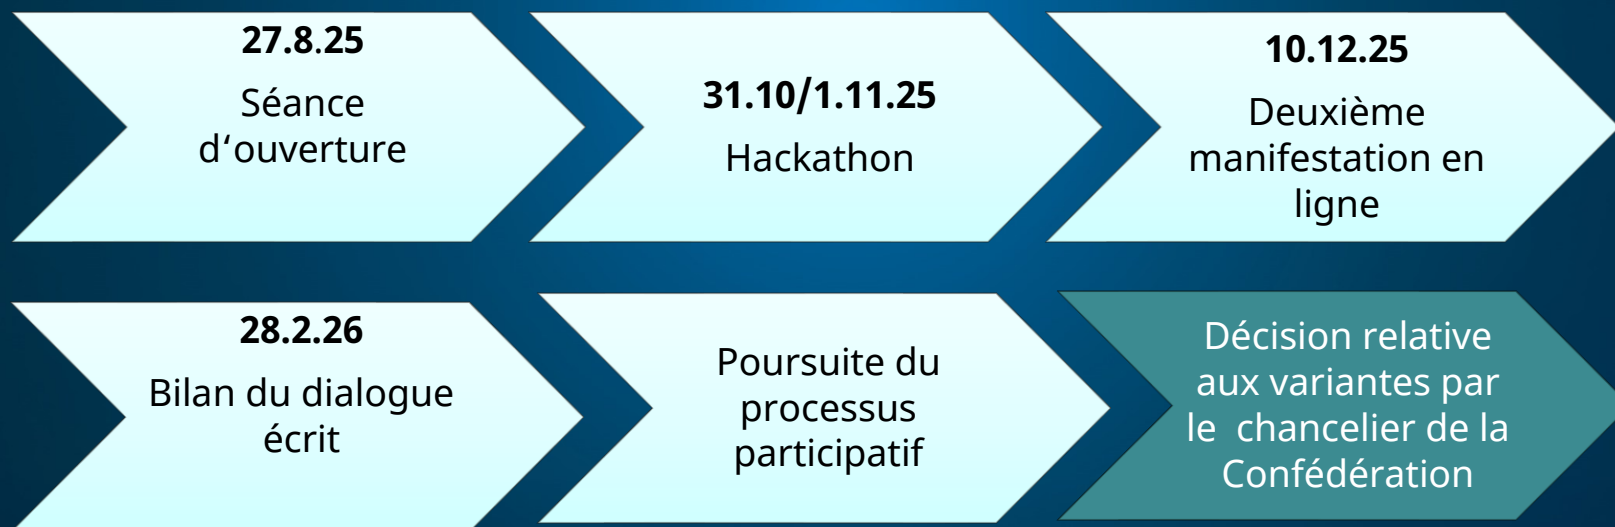 27.8.25
Séance
d‘ouverture
31.10/1.11.25
Hackathon
10.12.25
Deuxième
manifestation en
ligne
28.2.26
Bilan du dialogue
écrit
Poursuite du
processus
participatif
Décision relative
aux variantes par
le  chancelier de la
Confédération